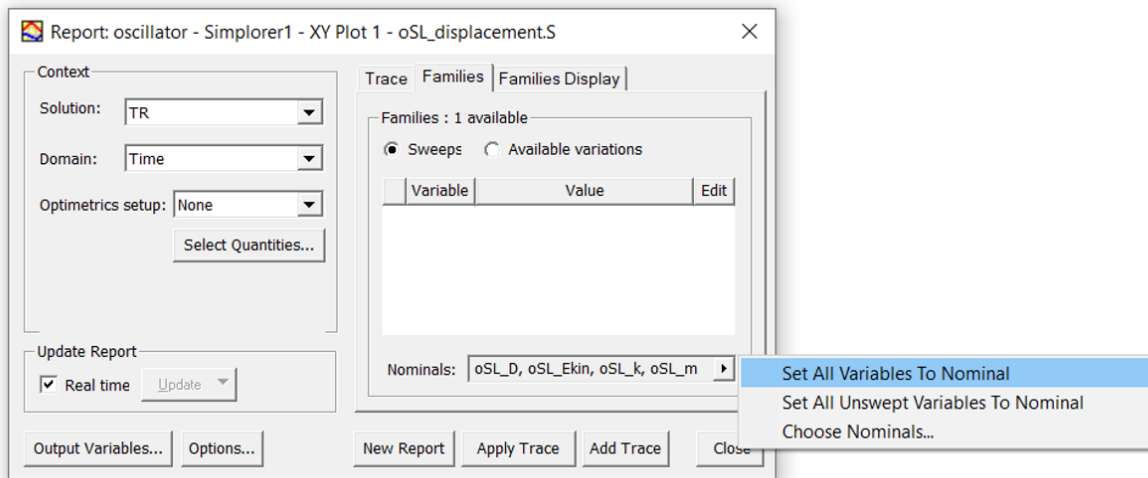 Report: oscillator - Simplorer1 - XY Plot 1 - oSL_displacement.S
Context
Solution: TR
Domain: Time
Optimetrics setup: None
Select Quantities...
Update Report
Real time Update
Output Variables... Options...
Trace Families Families Display
Families : 1 available
Sweeps Available variations
Variable Value Edit
Nominals: oSL_D, oSL_Ekin, oSL_k, oSL_m
New Report Apply Trace Add Trace Close
Set All Variables To Nominal
Set All Unswept Variables To Nominal
Choose Nominals...